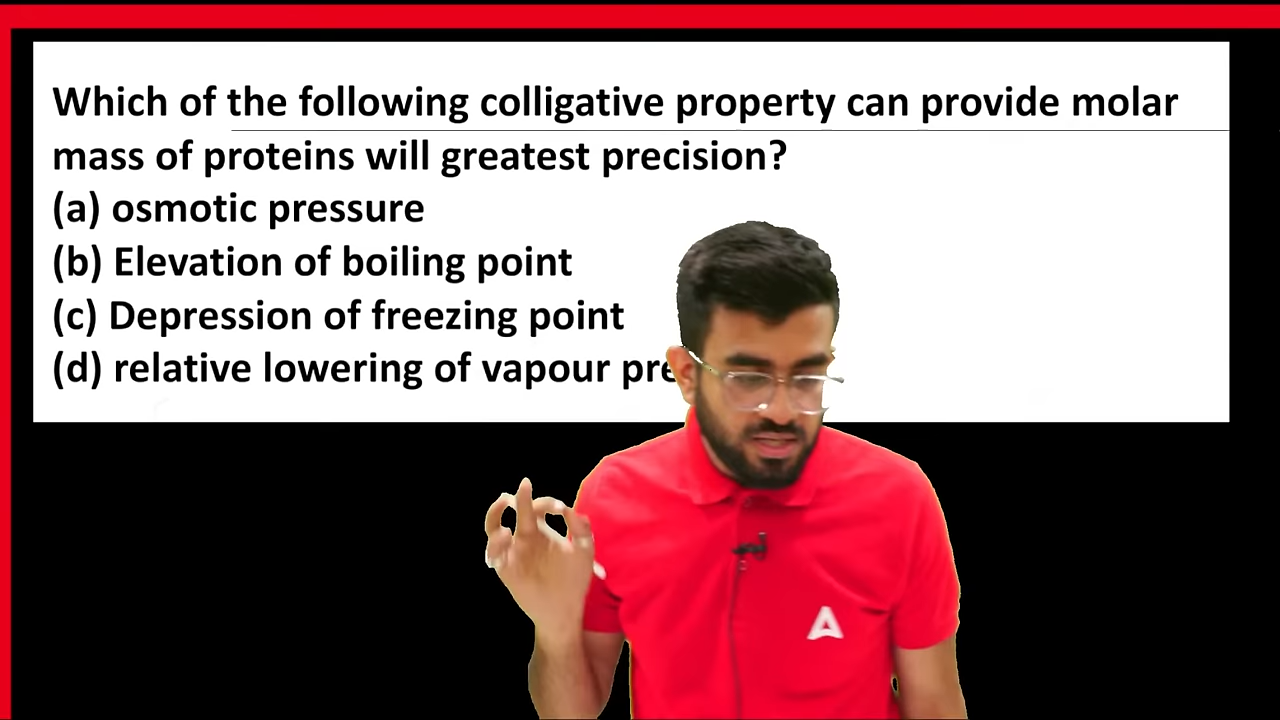 Which of the following colligative property can provide molar
mass of proteins will greatest precision?
(a) osmotic pressure
(b) Elevation of boiling point
(c) Depression of freezing point
(d) relative lowering of vapour